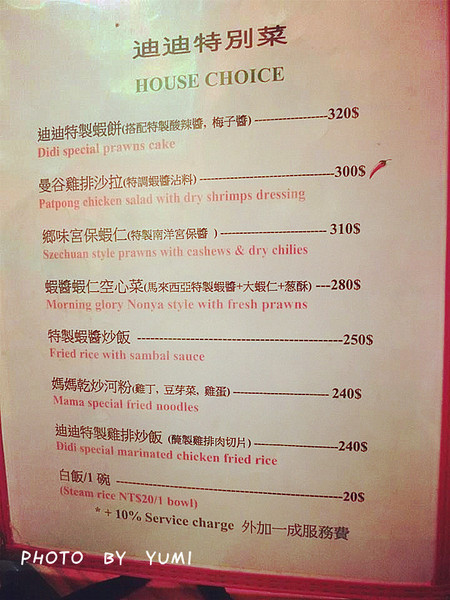 迪迪特別菜
HOUSE CHOICE
迪迪特製蝦餅(搭配特製酸辣醬, 梅子醬) --------------------320$
Didi special prawns cake
曼谷雞排沙拉(特調蝦醬沾料) --------------------------------300$
Patpong chicken salad with dry shrimps dressing
鄉味宮保蝦仁(特製南洋宮保醬 ) -------------------------- 310$
Szechuan style prawns with cashews & dry chilies
蝦醬蝦仁空心菜(馬來西亞特製蝦醬+大蝦仁+蔥酥) ---280$
Morning glory Nonya style with fresh prawns
特製蝦醬炒飯 --------------------------------------------------250$
Fried rice with sambal sauce
媽媽乾炒河粉(雞丁, 豆芽菜, 雞蛋) ------------------------ 240$
Mama special fried noodles
迪迪特製雞排炒飯 (醃製雞排肉切片) ---------------------240$
Didi special marinated chicken fried rice
白飯/1 碗 -------------------------------------------------------20$
(Steam rice NT$20/1 bowl)
* + 10% Service charge 外加一成服務費
PHOTO BY YUMI